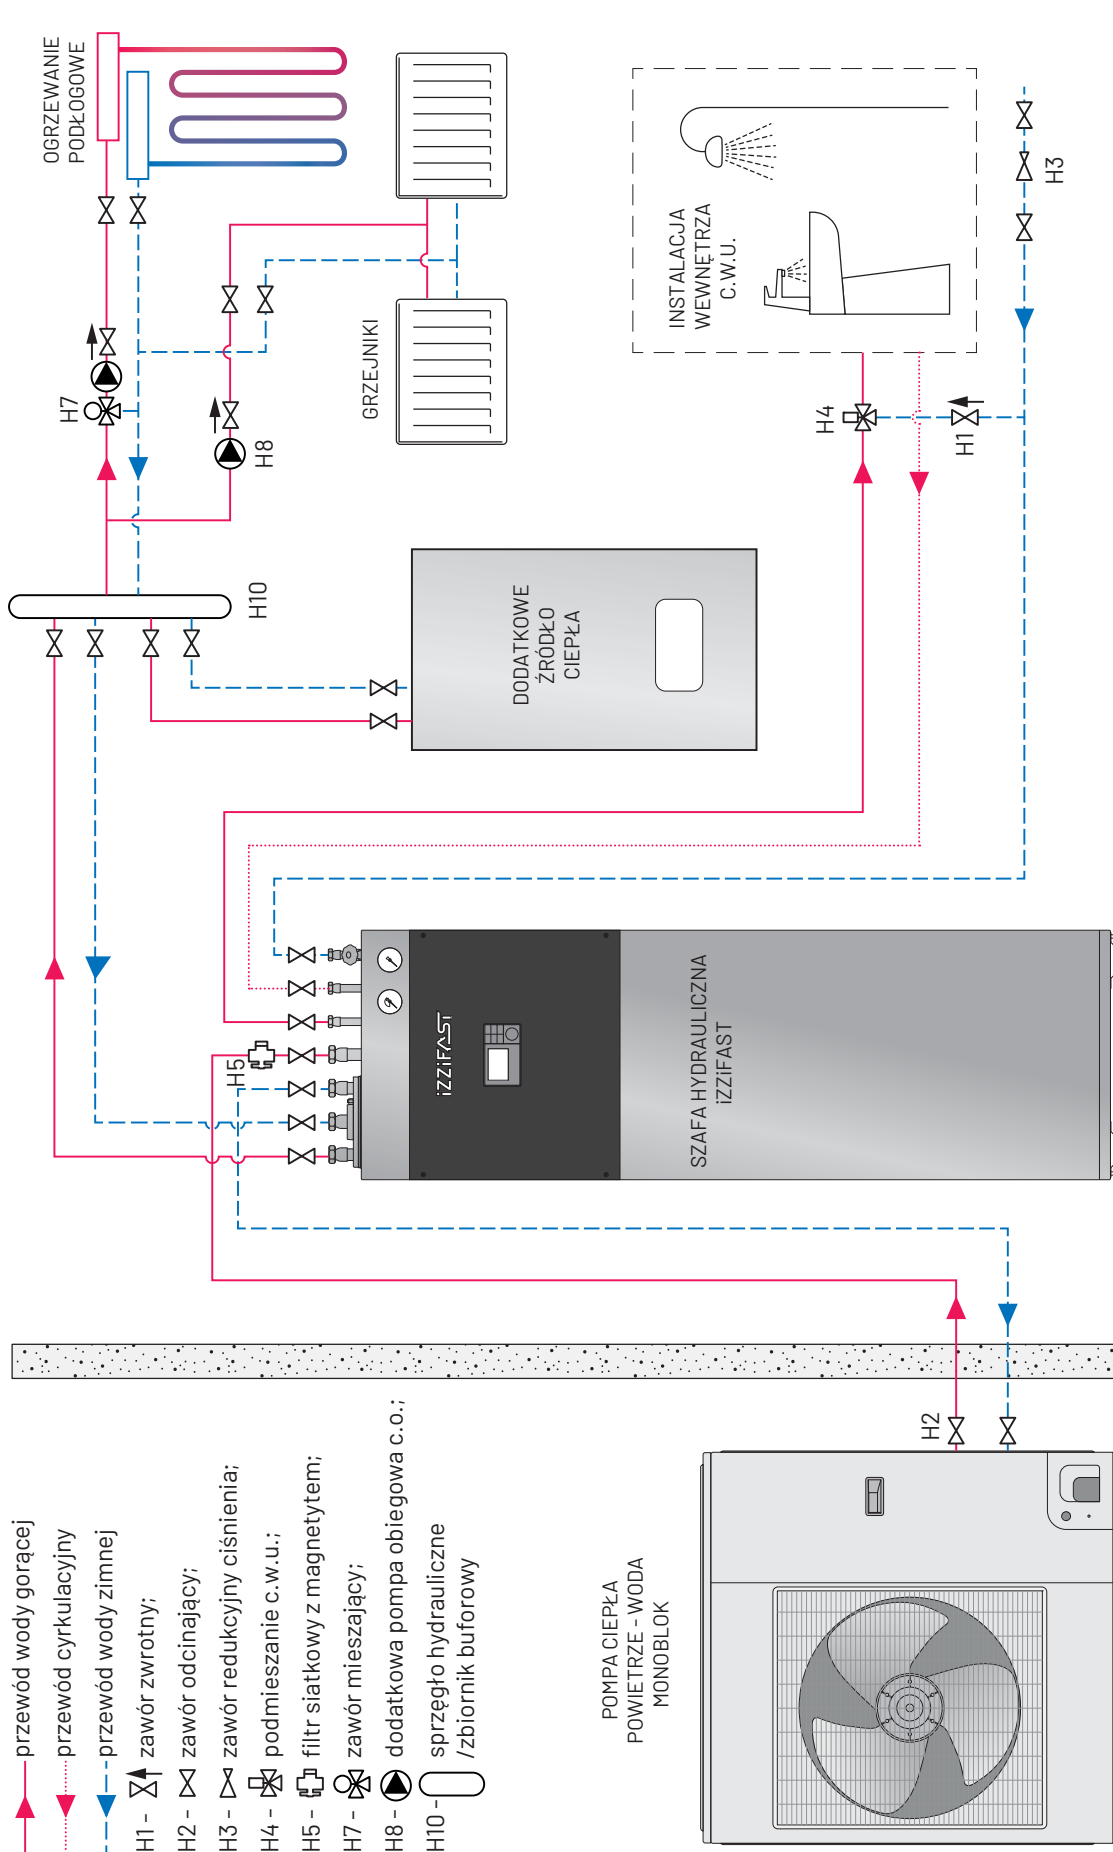 przewód wody gorącej
przewód cyrkulacyjny
przewód wody zimnej
H1 - zawór zwrotny;
H2 - zawór odcinający;
H3 - zawór redukcyjny ciśnienia;
H4 - podmieszanie c.w.u.;
H5 - filtr siatkowy z magnetytem;
H7 - zawór mieszający;
H8 - dodatkowa pompa obiegowa c.o.;
H10 - sprzęgło hydrauliczne
/zbiornik buforowy
POMPA CIEPŁA
POWIETRZE - WODA
MONOBLOK
H2
H5
iZZiFAST
SZAFA HYDRAULICZNA
iZZiFAST
H10
DODATKOWE
ŹRÓDŁO
CIEPŁA
H7
H8
H4
H1
GRZEJNIKI
OGRZEWANIE
PODŁOGOWE
INSTALACJA
WEWNĘTRZA
C.W.U.
H3